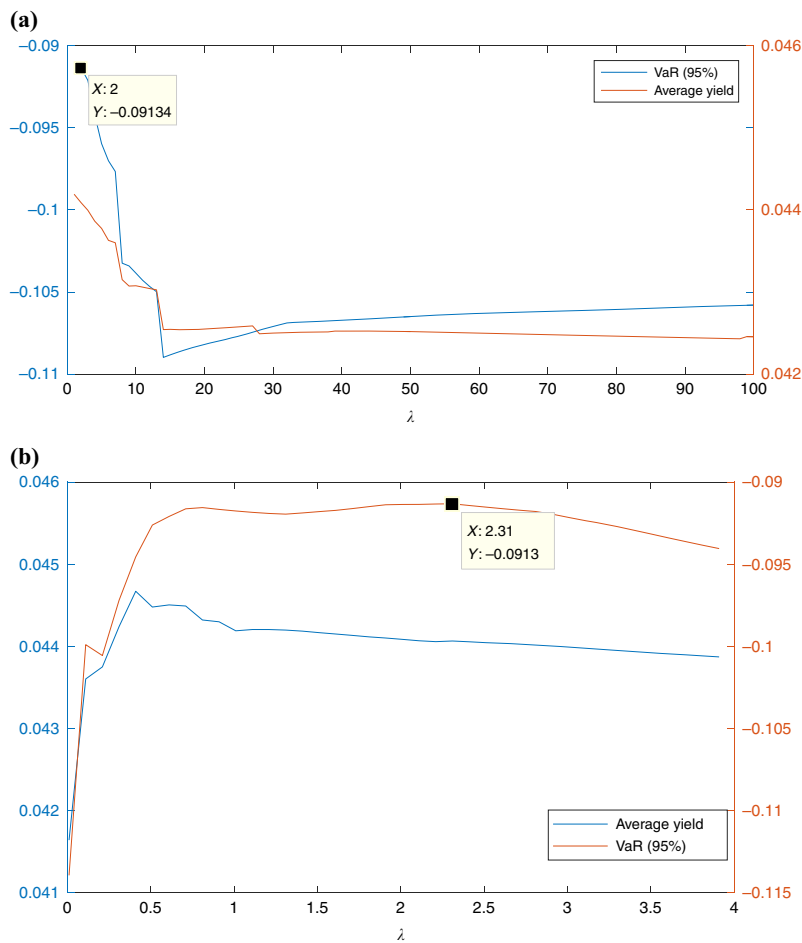 (a)
−0.09
−0.095
−0.1
−0.105
−0.11
0.046
0.044
0.042
X: 2
Y: −0.09134
VaR (95%)
Average yield
0 10 20 30 40 50 60 70 80 90 100
λ
(b)
0.046
0.045
0.044
0.043
0.042
0.041
−0.09
−0.095
−0.1
−0.105
−0.11
−0.115
X: 2.31
Y: −0.0913
Average yield
VaR (95%)
0 0.5 1 1.5 2 2.5 3 3.5 4
λ